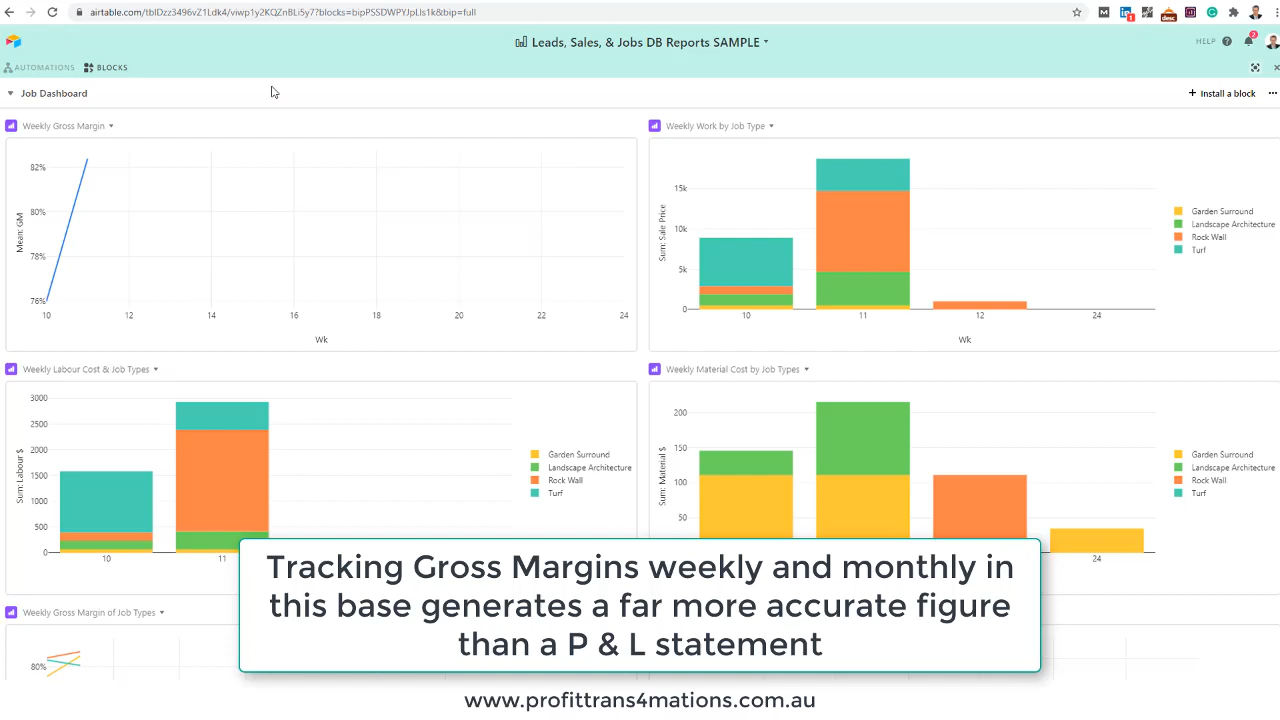 airtable.com/tblDzz3496vZ1Ldk4/viwp1y2KQZnBLi5y7?blocks=bipPSSDWPYJpLIs1k&bip=full
Leads, Sales, & Jobs DB Reports SAMPLE
HELP
2
AUTOMATIONS
BLOCKS
Job Dashboard
+ Install a block
Weekly Gross Margin
82%
80%
78%
76%
Mean: GM
10 12 14 16 18 20 22 24
Wk
Weekly Work by Job Type
15k
10k
5k
0
Sum: Sale Price
10 11 12 24
Wk
Garden Surround
Landscape Architecture
Rock Wall
Turf
Weekly Labour Cost & Job Types
3000
2500
2000
1500
1000
500
0
Sum: Labour $
10 11
Garden Surround
Landscape Architecture
Rock Wall
Turf
Weekly Material Cost by Job Types
200
150
100
50
Sum: Material $
24
Garden Surround
Landscape Architecture
Rock Wall
Turf
Weekly Gross Margin of Job Types
80%
Tracking Gross Margins weekly and monthly in
this base generates a far more accurate figure
than a P & L statement
www.profittrans4mations.com.au